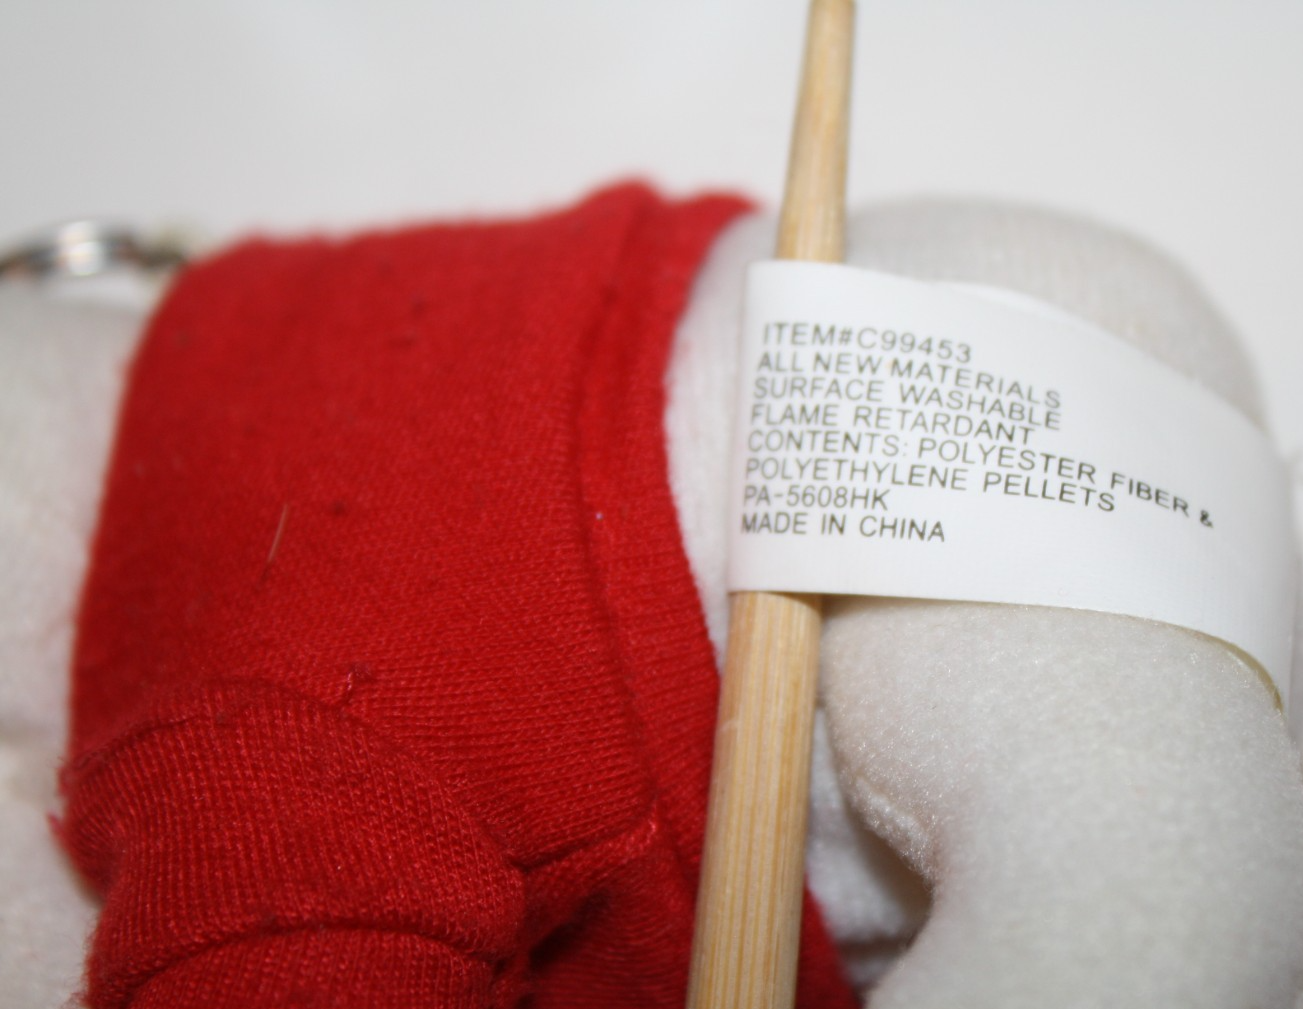 ITEM#C99453
ALL NEW MATERIALS
SURFACE WASHABLE
FLAME RETARDANT
CONTENTS: POLYESTER FIBER &
POLYETHYLENE PELLETS
PA-5608HK
MADE IN CHINA